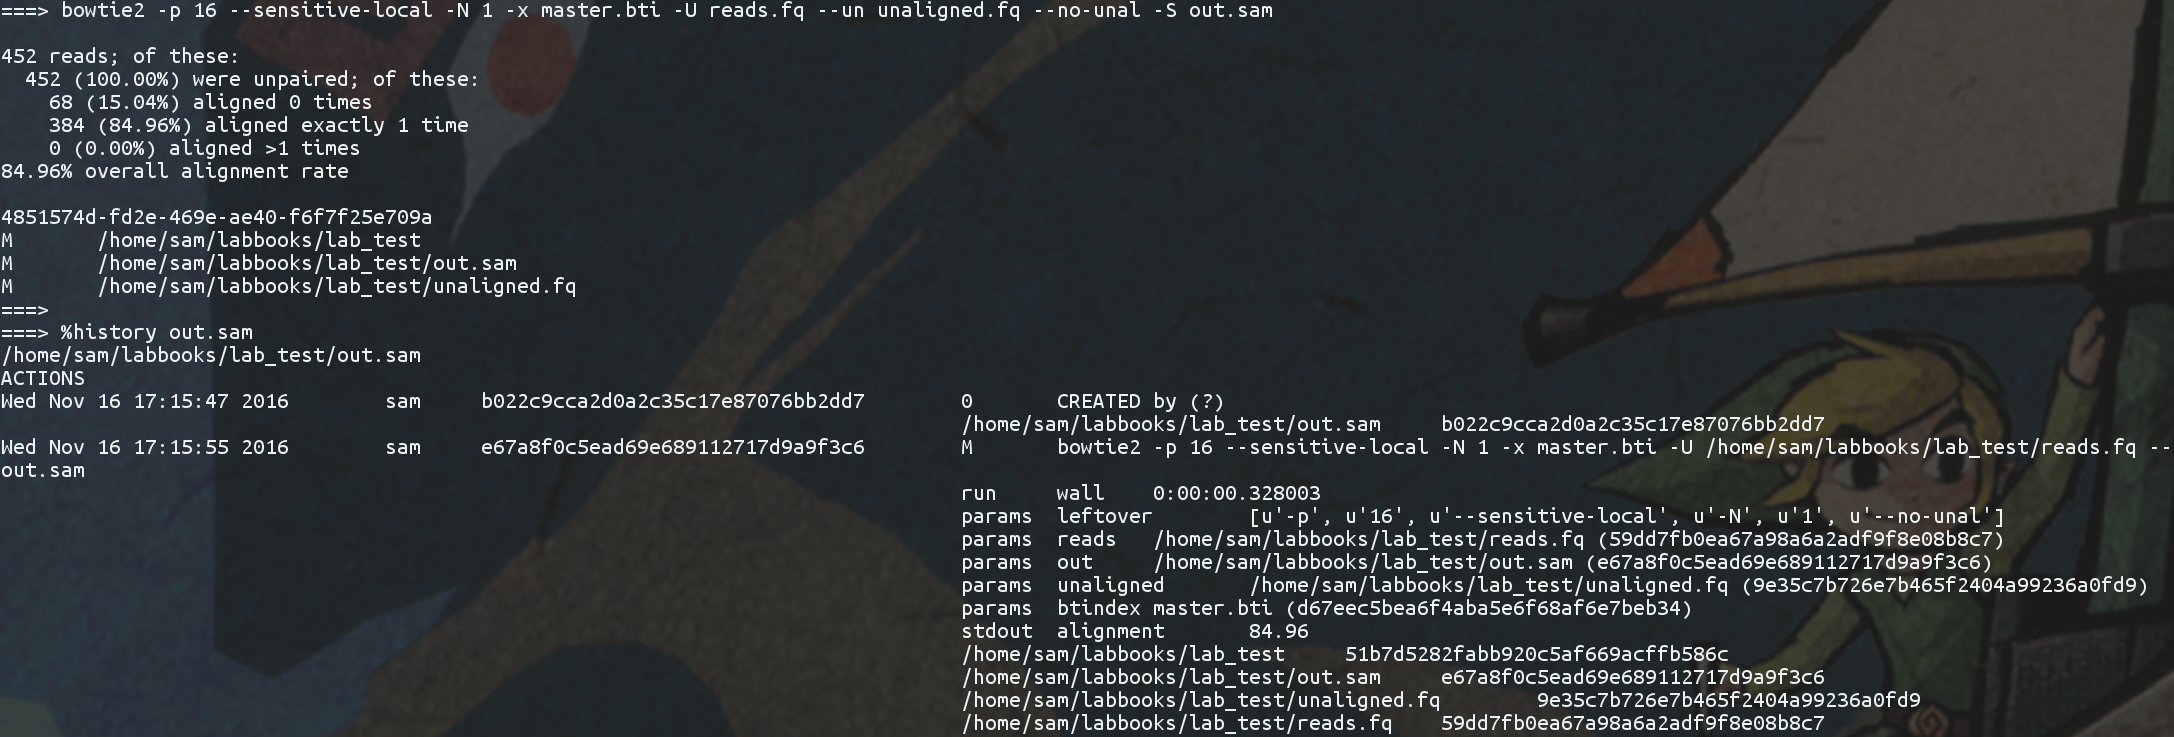 ===> bowtie2 -p 16 --sensitive-local -N 1 -x master.bti -U reads.fq --un unaligned.fq --no-unal -S out.sam
452 reads; of these:
452 (100.00%) were unpaired; of these:
68 (15.04%) aligned 0 times
384 (84.96%) aligned exactly 1 time
0 (0.00%) aligned >1 times
84.96% overall alignment rate
4851574d-fd2e-469e-ae40-f6f7f25e709a
M /home/sam/labbooks/lab_test
M /home/sam/labbooks/lab_test/out.sam
M /home/sam/labbooks/lab_test/unaligned.fq
===>
===> %history out.sam
/home/sam/labbooks/lab_test/out.sam
ACTIONS
Wed Nov 16 17:15:47 2016 sam b022c9cca2d0a2c35c17e87076bb2dd7 0 CREATED by (?)
/home/sam/labbooks/lab_test/out.sam b022c9cca2d0a2c35c17e87076bb2dd7
Wed Nov 16 17:15:55 2016 sam e67a8f0c5ead69e689112717d9a9f3c6 M bowtie2 -p 16 --sensitive-local -N 1 -x master.bti -U /home/sam/labbooks/lab_test/reads.fq --
out.sam
run wall 0:00:00.328003
params leftover [u'-p', u'16', u'--sensitive-local', u'-N', u'1', u'--no-unal']
params reads /home/sam/labbooks/lab_test/reads.fq (59dd7fb0ea67a98a6a2adf9f8e08b8c7)
params out /home/sam/labbooks/lab_test/out.sam (e67a8f0c5ead69e689112717d9a9f3c6)
params unaligned /home/sam/labbooks/lab_test/unaligned.fq (9e35c7b726e7b465f2404a99236a0fd9)
params btindex master.bti (d67eec5bea6f4aba5e6f68af6e7beb34)
stdout alignment 84.96
/home/sam/labbooks/lab_test 51b7d5282fabb920c5af669acffb586c
/home/sam/labbooks/lab_test/out.sam e67a8f0c5ead69e689112717d9a9f3c6
/home/sam/labbooks/lab_test/unaligned.fq 9e35c7b726e7b465f2404a99236a0fd9
/home/sam/labbooks/lab_test/reads.fq 59dd7fb0ea67a98a6a2adf9f8e08b8c7